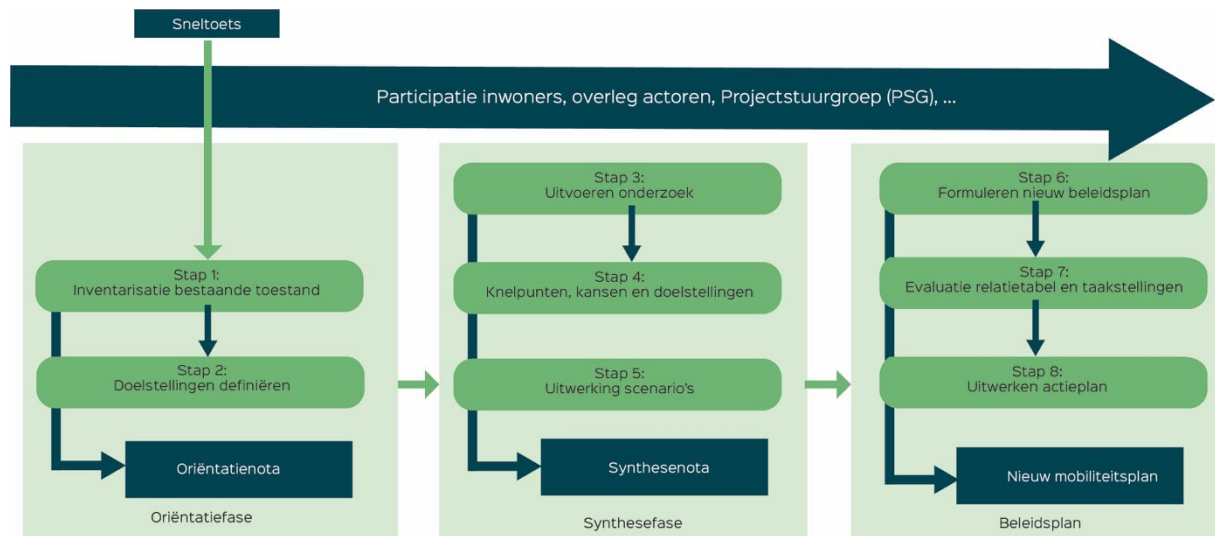 Sneltoets
Participatie inwoners, overleg actoren, Projectstuurgroep (PSG), ...
Stap 1:
Inventarisatie bestaande toestand
Stap 2:
Doelstellingen definiëren
Oriëntatienota
Oriëntatiefase
Stap 3:
Uitvoeren onderzoek
Stap 4:
Knelpunten, kansen en doelstellingen
Stap 5:
Uitwerking scenario's
Synthesenota
Synthesefase
Stap 6:
Formuleren nieuw beleidsplan
Stap 7:
Evaluatie relatietabel en taakstellingen
Stap 8:
Uitwerken actieplan
Nieuw mobiliteitsplan
Beleidsplan